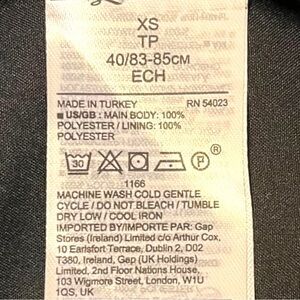 XS
TP
40/83-85CM
ECH
MADE IN TURKEY RN 54023
■ US/GB : MAIN BODY: 100%
POLYESTER / LINING: 100%
POLYESTER
30 P
1166
MACHINE WASH COLD GENTLE
CYCLE / DO NOT BLEACH / TUMBLE
DRY LOW / COOL IRON
IMPORTED BY/IMPORTE PAR: Gap
Stores (Ireland) Limited c/o Arthur Cox,
10 Earlsfort Terrace, Dublin 2, D02
T380, Ireland, Gap (UK Holdings)
Limited, 2nd Floor Nations House,
103 Wigmore Street, London, W1U
1QS, UK